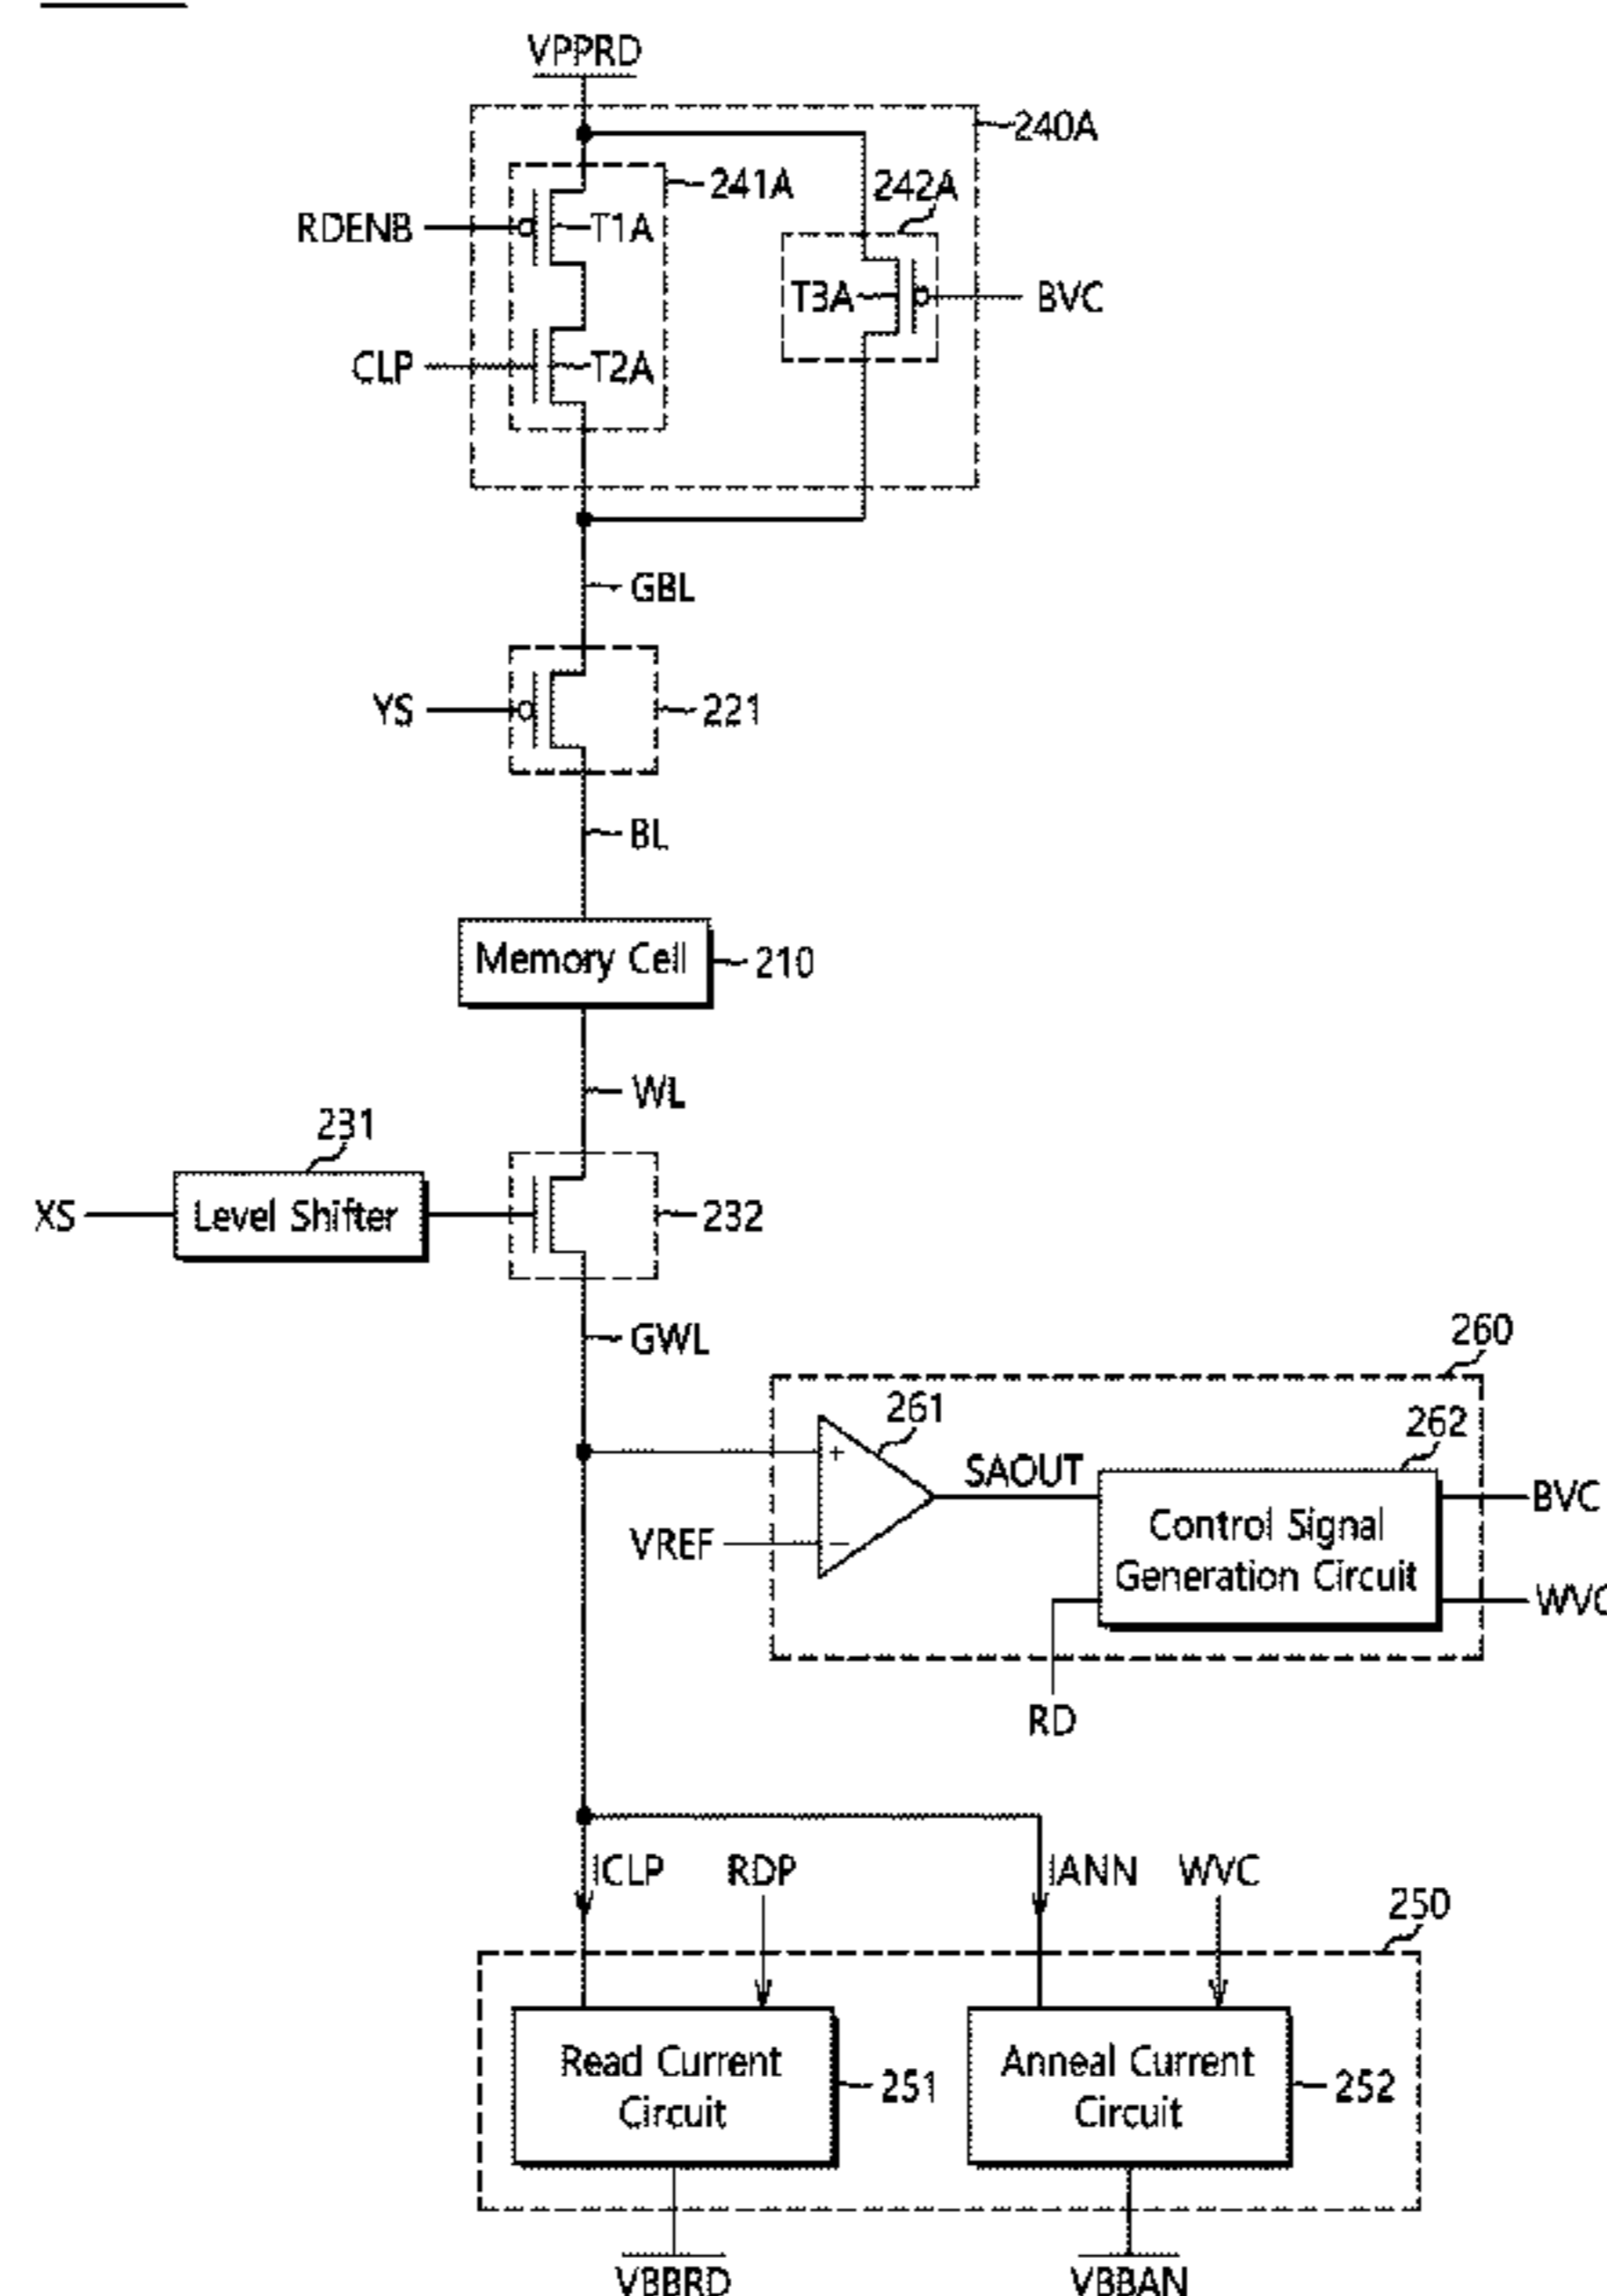 VPPRD
240A
241A
242A
RDENB
T1A
T3A
BVC
CLP
T2A
GBL
YS
221
BL
Memory Cell
210
WL
231
XS
Level Shifter
232
GWL
260
261
262
SAOUT
+
BVC
Control Signal
Generation Circuit
VREF
−
WVC
RD
ICLP
RDP
IANN
WVC
250
Read Current
Circuit
251
Anneal Current
Circuit
252
VBBRD
VBBAN